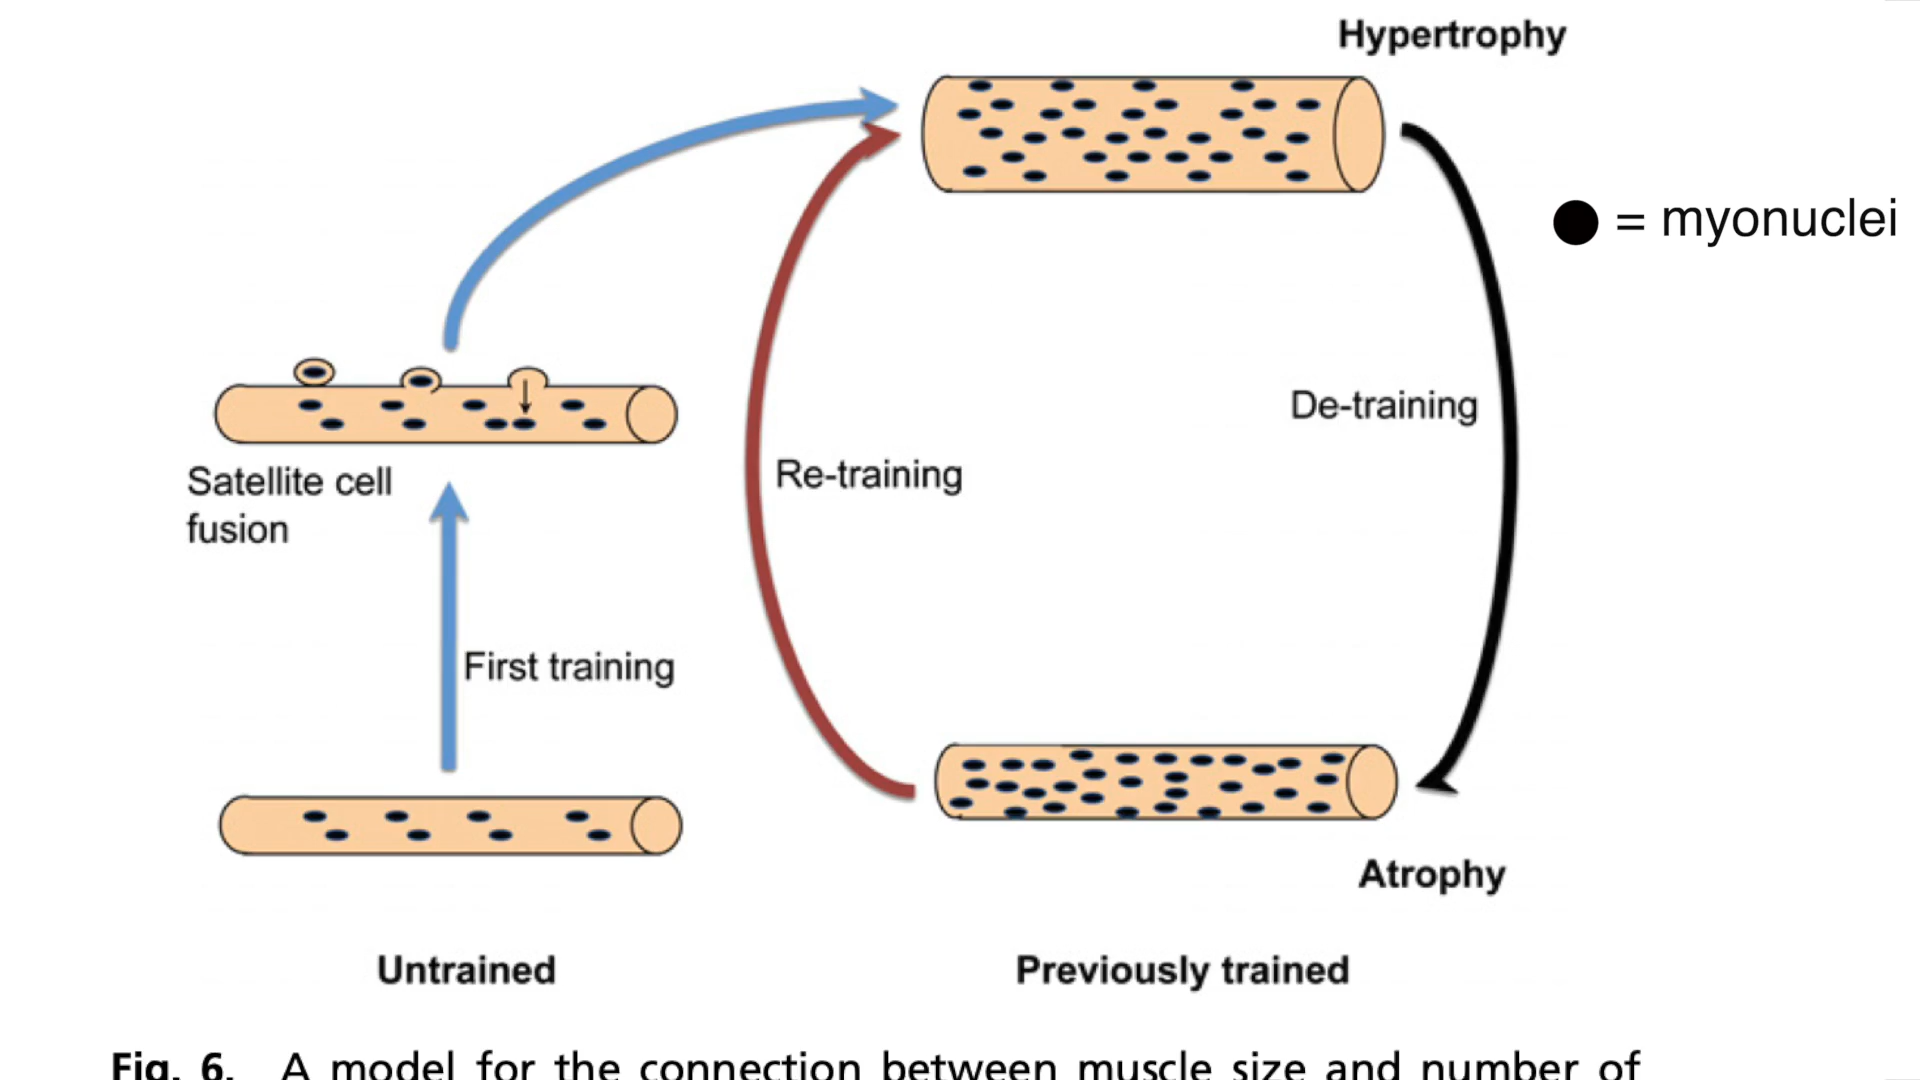 Hypertrophy
= myonuclei
De-training
Re-training
Satellite cell
fusion
First training
Atrophy
Untrained
Previously trained
Fig. 6. A model for the connection between muscle size and number of